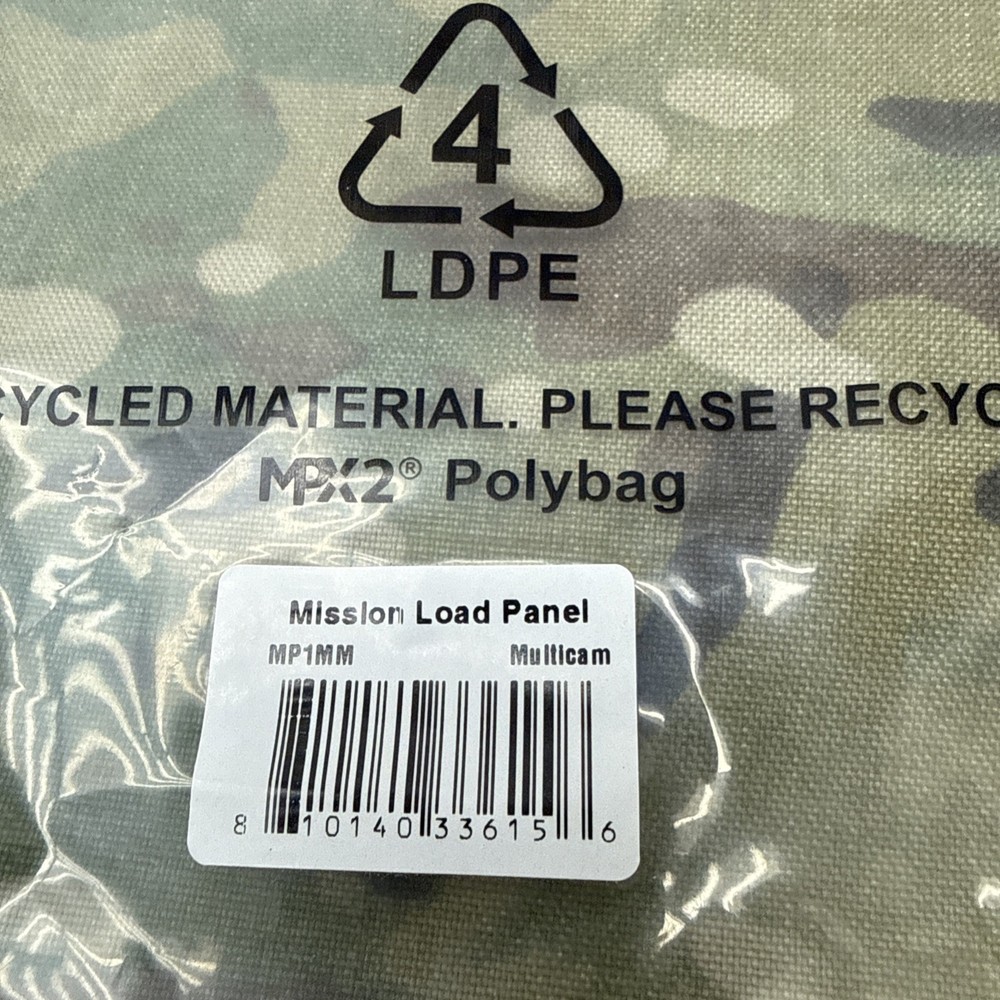 4
LDPE
CYCLED MATERIAL. PLEASE RECYC
MPX2® Polybag
Mission Load Panel
MP1MM Multicam
8 10140 33615 6